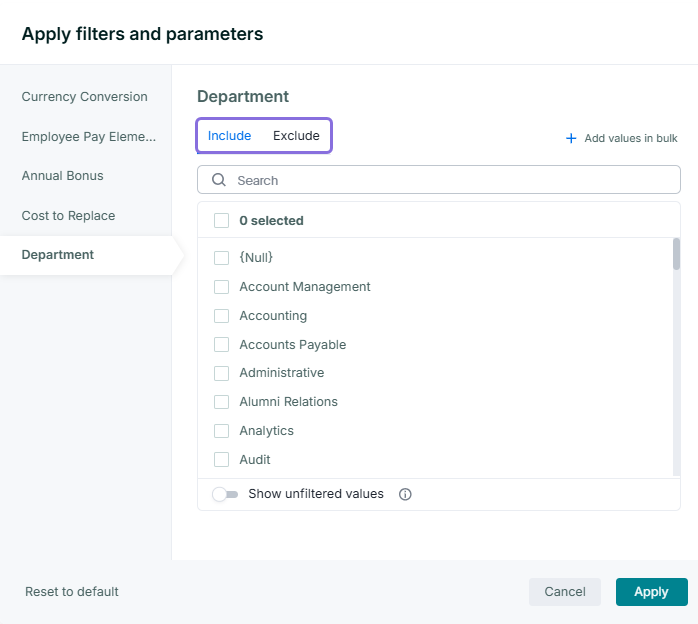 Apply filters and parameters
Currency Conversion
Employee Pay Eleme...
Annual Bonus
Cost to Replace
Department
Department
Include Exclude
Add values in bulk
Search
0 selected
{Null}
Account Management
Accounting
Accounts Payable
Administrative
Alumni Relations
Analytics
Audit
Show unfiltered values
Reset to default
Cancel
Apply